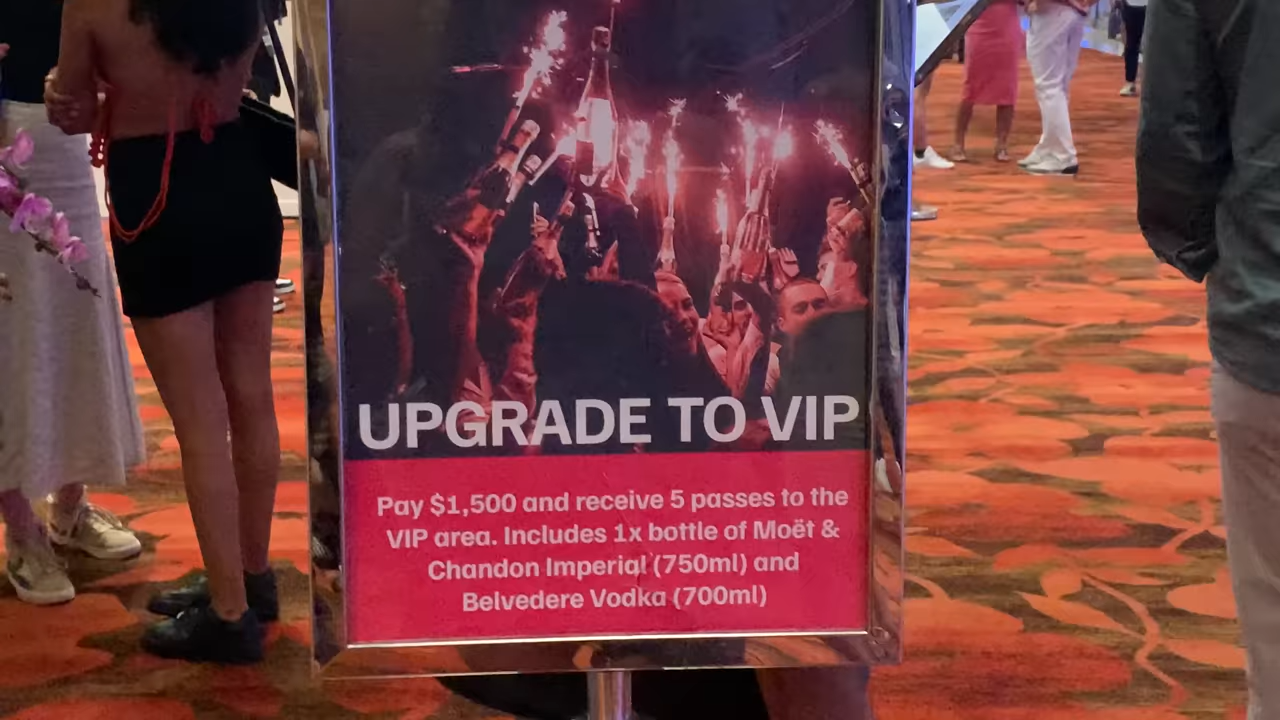 UPGRADE TO VIP
Pay $1,500 and receive 5 passes to the
VIP area. Includes 1x bottle of Moët &
Chandon Imperial (750ml) and
Belvedere Vodka (700ml)